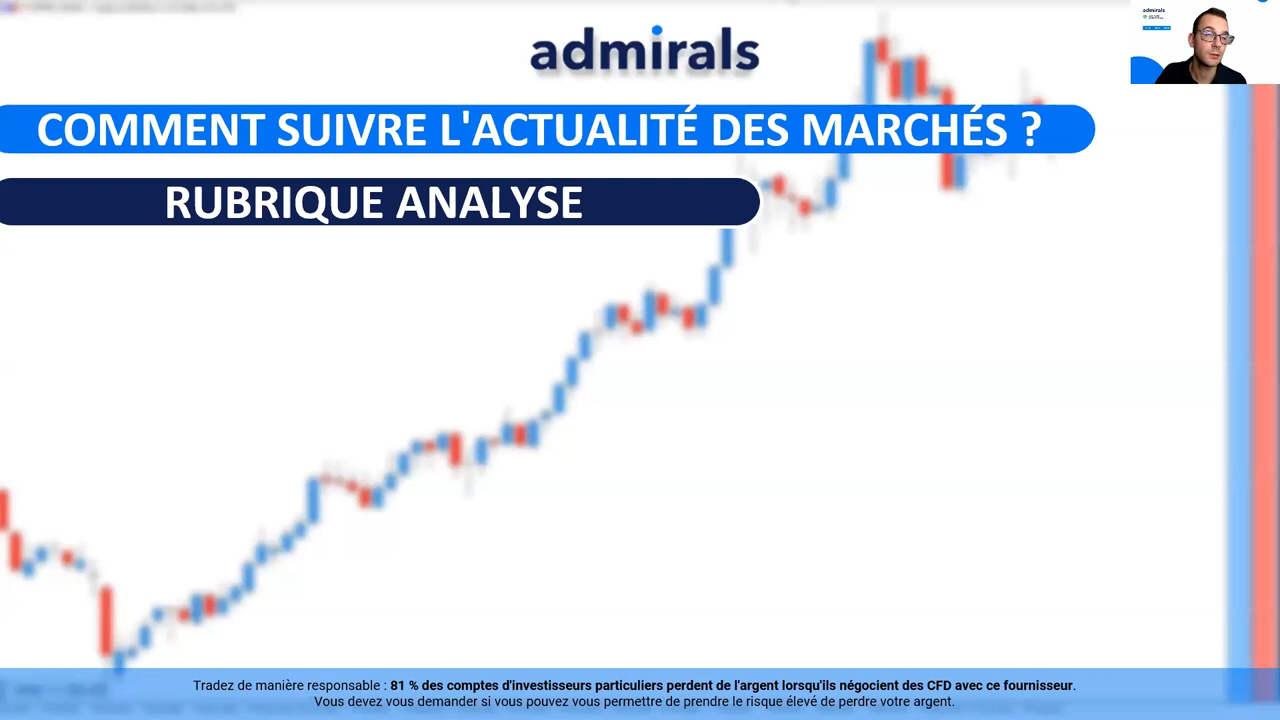 admirals
admirals
COMMENT SUIVRE L'ACTUALITÉ DES MARCHÉS ?
RUBRIQUE ANALYSE
Tradez de manière responsable : 81 % des comptes d'investisseurs particuliers perdent de l'argent lorsqu'ils négocient des CFD avec ce fournisseur.
Vous devez vous demander si vous pouvez vous permettre de prendre le risque élevé de perdre votre argent.